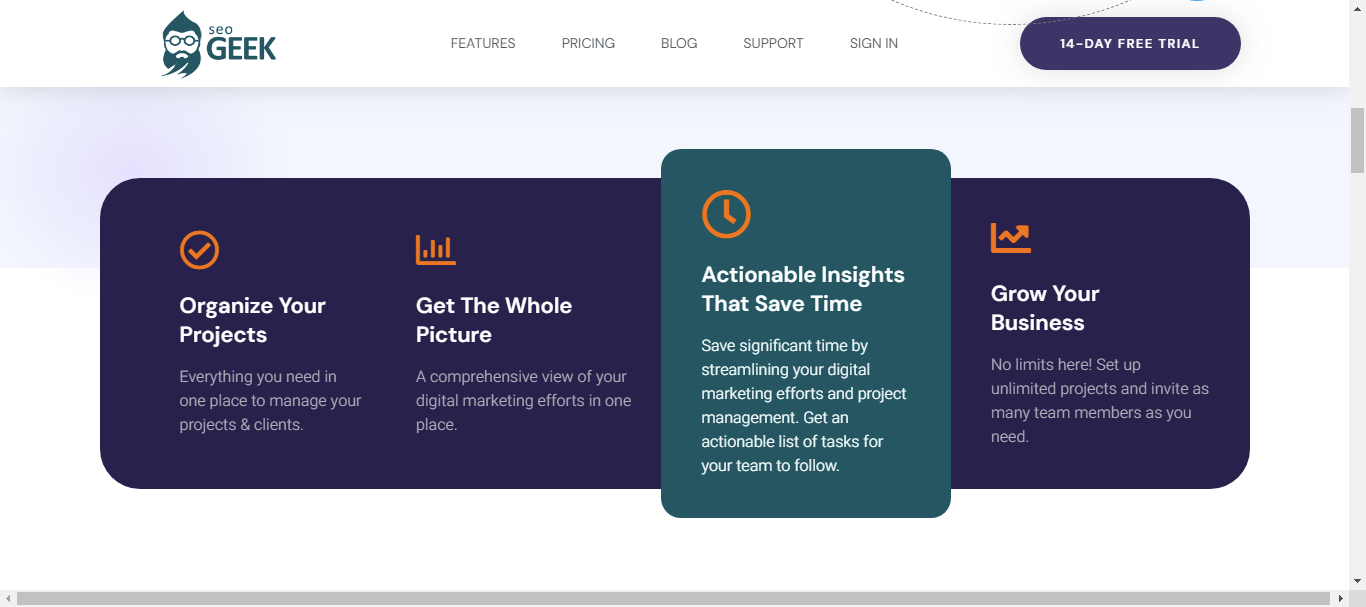 seo
GEEK
FEATURES
PRICING
BLOG
SUPPORT
SIGN IN
14-DAY FREE TRIAL
Organize Your
Projects
Everything you need in
one place to manage your
projects & clients.
Get The Whole
Picture
A comprehensive view of your
digital marketing efforts in one
place.
Actionable Insights
That Save Time
Save significant time by
streamlining your digital
marketing efforts and project
management. Get an
actionable list of tasks for
your team to follow.
Grow Your
Business
No limits here! Set up
unlimited projects and invite as
many team members as you
need.